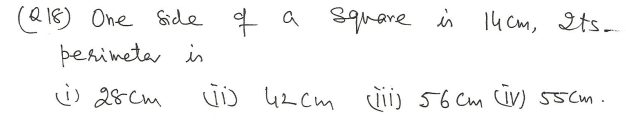 (Q18) One side of a square is 14cm, Its-
perimeter is
(i) 28cm (ii) 42cm (iii) 56cm (iv) 55cm.